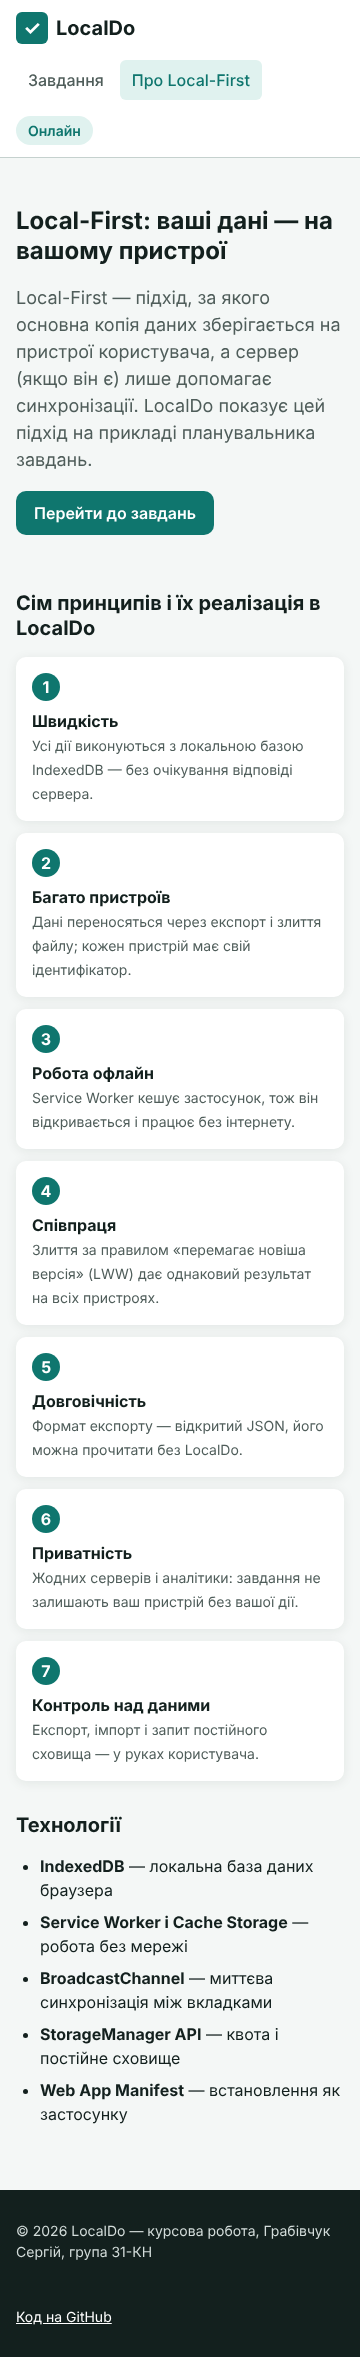 LocalDo
Завдання
Про Local-First
Онлайн
Local-First: ваші дані — на
вашому пристрої
Local-First — підхід, за якого
основна копія даних зберігається на
пристрої користувача, а сервер
(якщо він є) лише допомагає
синхронізації. LocalDo показує цей
підхід на прикладі планувальника
завдань.
Перейти до завдань
Сім принципів і їх реалізація в
LocalDo
1
Швидкість
Усі дії виконуються з локальною базою
IndexedDB — без очікування відповіді
сервера.
2
Багато пристроїв
Дані переносяться через експорт і злиття
файлу; кожен пристрій має свій
ідентифікатор.
3
Робота офлайн
Service Worker кешує застосунок, тож він
відкривається і працює без інтернету.
4
Співпраця
Злиття за правилом «перемагає новіша
версія» (LWW) дає однаковий результат
на всіх пристроях.
5
Довговічність
Формат експорту — відкритий JSON, його
можна прочитати без LocalDo.
6
Приватність
Жодних серверів і аналітики: завдання не
залишають ваш пристрій без вашої дії.
7
Контроль над даними
Експорт, імпорт і запит постійного
сховища — у руках користувача.
Технології
• IndexedDB — локальна база даних
браузера
• Service Worker і Cache Storage —
робота без мережі
• BroadcastChannel — миттєва
синхронізація між вкладками
• StorageManager API — квота і
постійне сховище
• Web App Manifest — встановлення як
застосунку
© 2026 LocalDo — курсова робота, Грабівчук
Сергій, група 31-КН
Код на GitHub